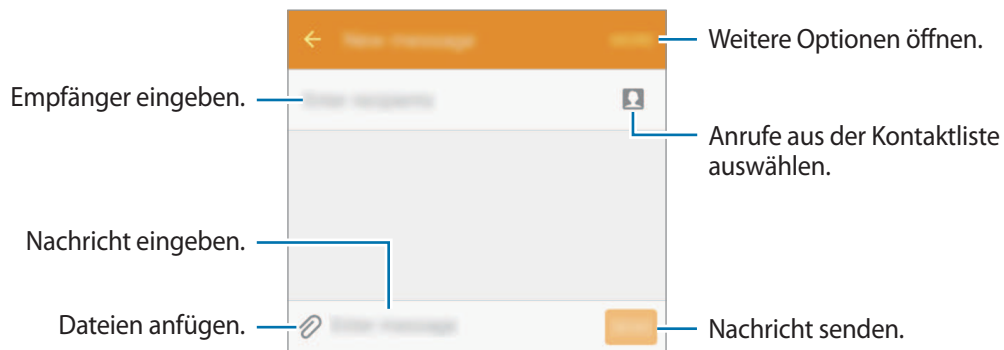 Weitere Optionen öffnen.
Empfänger eingeben.
Anrufe aus der Kontaktliste
auswählen.
Nachricht eingeben.
Dateien anfügen.
Nachricht senden.